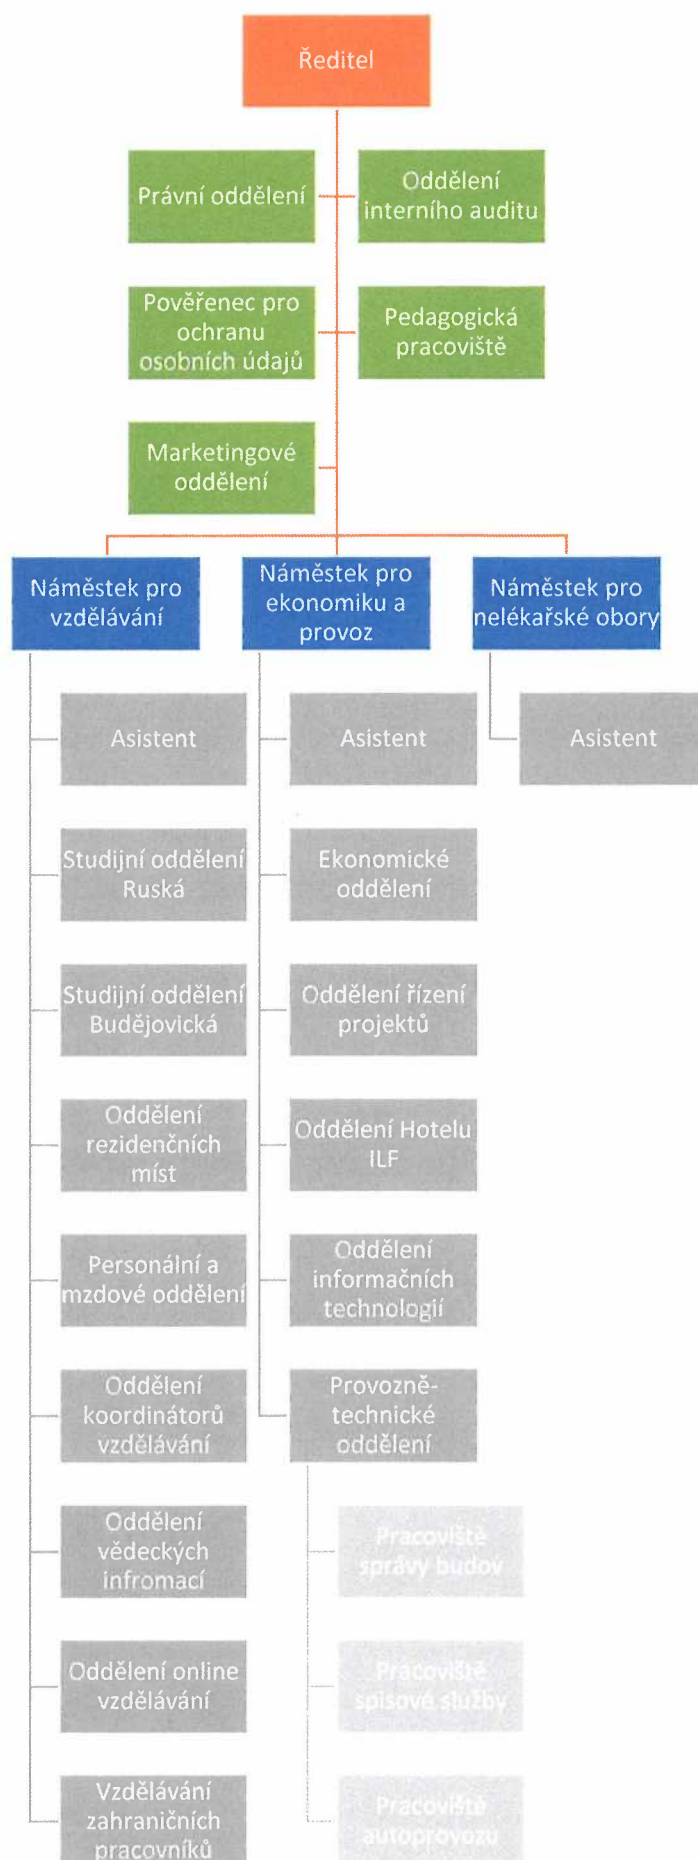 Ředitel
Právní oddělení
Oddělení
interního auditu
Pověřenec pro
ochranu
osobních údajů
Pedagogická
pracoviště
Marketingové
oddělení
Náměstek pro
vzdělávání
Náměstek pro
ekonomiku a
provoz
Náměstek pro
nelékařské obory
Asistent
Studijní oddělení
Ruská
Studijní oddělení
Budějovická
Oddělení
rezidenčních
míst
Personální a
mzdové oddělení
Oddělení
koordinátorů
vzdělávání
Oddělení
vědeckých
infromací
Oddělení online
vzdělávání
Vzdělávání
zahraničních
pracovníků
Asistent
Ekonomické
oddělení
Oddělení řízení
projektů
Oddělení Hotelu
ILF
Oddělení
informačních
technologií
Provozně-
technické
oddělení
Pracoviště
správy budov
Pracoviště
spisové služby
Pracoviště
autoprovozu
Asistent